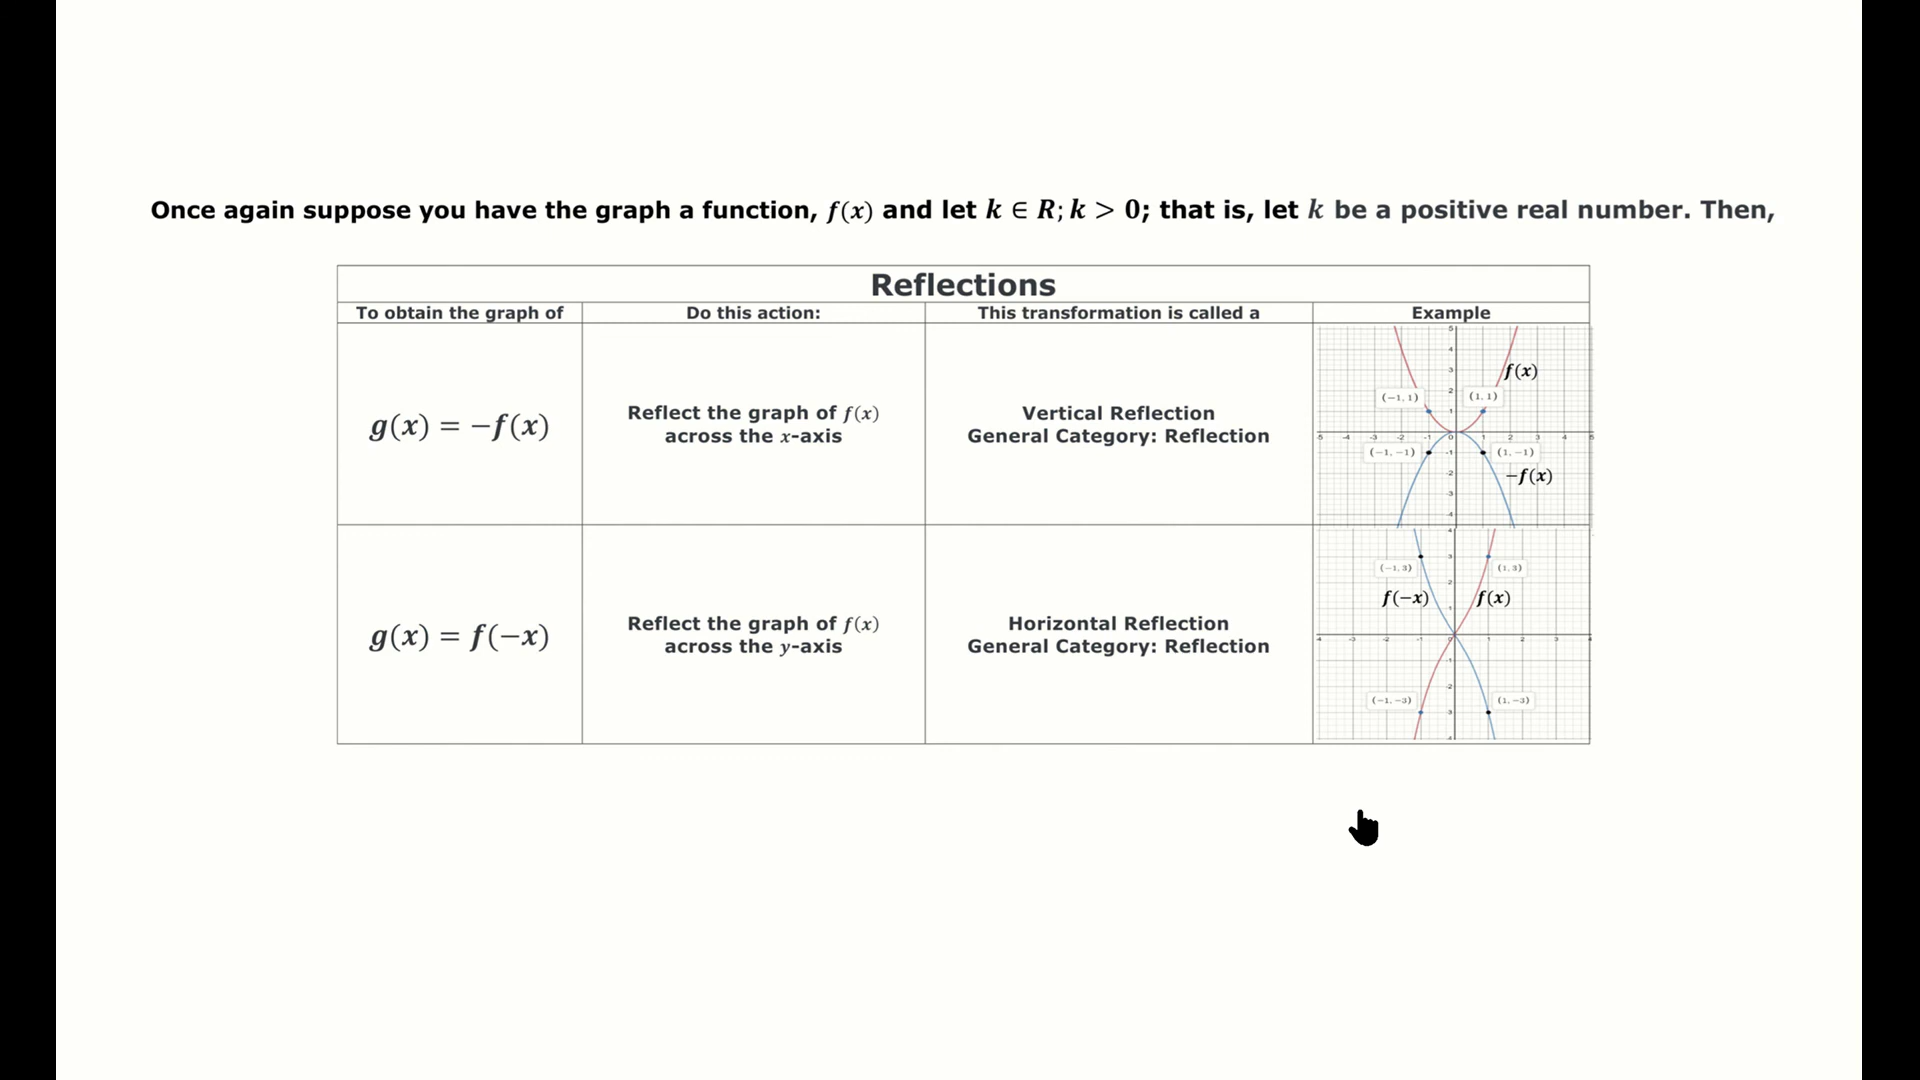 Once again suppose you have the graph a function, f(x) and let k ∈ R; k > 0; that is, let k be a positive real number. Then,
Reflections
To obtain the graph of
Do this action:
This transformation is called a
Example
g(x) = −f(x)
Reflect the graph of f(x)
across the x-axis
Vertical Reflection
General Category: Reflection
f(x)
(−1, 1)
(1, 1)
(−1, −1)
(1, −1)
−f(x)
g(x) = f(−x)
Reflect the graph of f(x)
across the y-axis
Horizontal Reflection
General Category: Reflection
(−1, 3)
(1, 3)
f(−x)
f(x)
(−1, −3)
(1, −3)